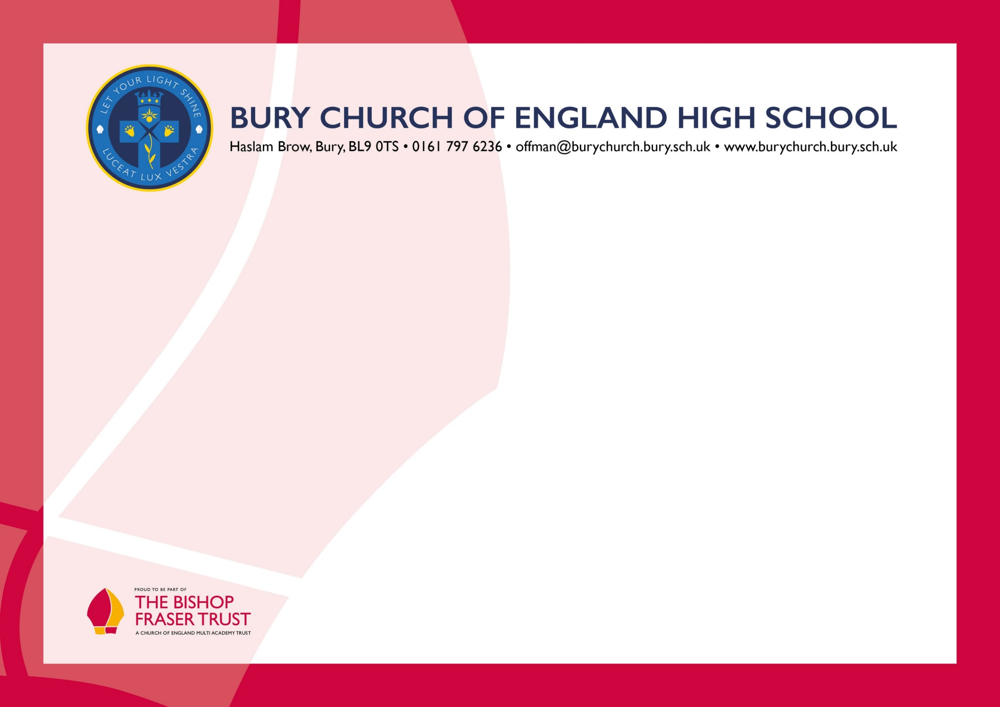 LET YOUR LIGHT SHINE
LUCEAT LUX VESTRA
BURY CHURCH OF ENGLAND HIGH SCHOOL
Haslam Brow, Bury, BL9 0TS • 0161 797 6236 • offman@burychurch.bury.sch.uk • www.burychurch.bury.sch.uk
PROUD TO BE PART OF
THE BISHOP
FRASER TRUST
A CHURCH OF ENGLAND MULTI ACADEMY TRUST